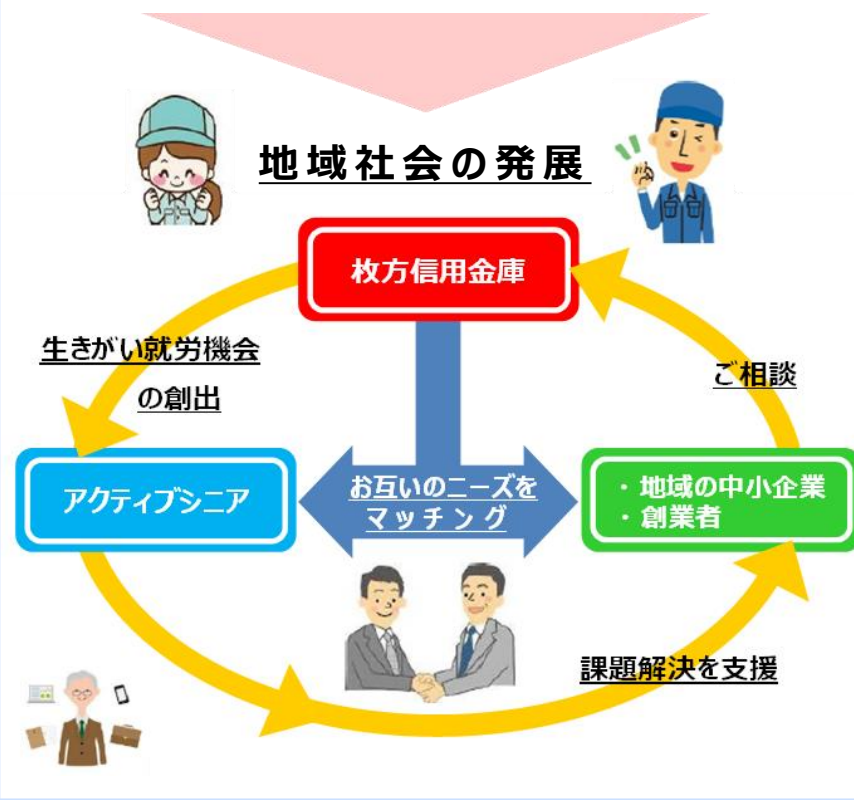 地域社会の発展
枚方信用金庫
生きがい就労機会
の創出
ご相談
アクティブシニア
お互いのニーズを
マッチング
・地域の中小企業
・創業者
課題解決を支援